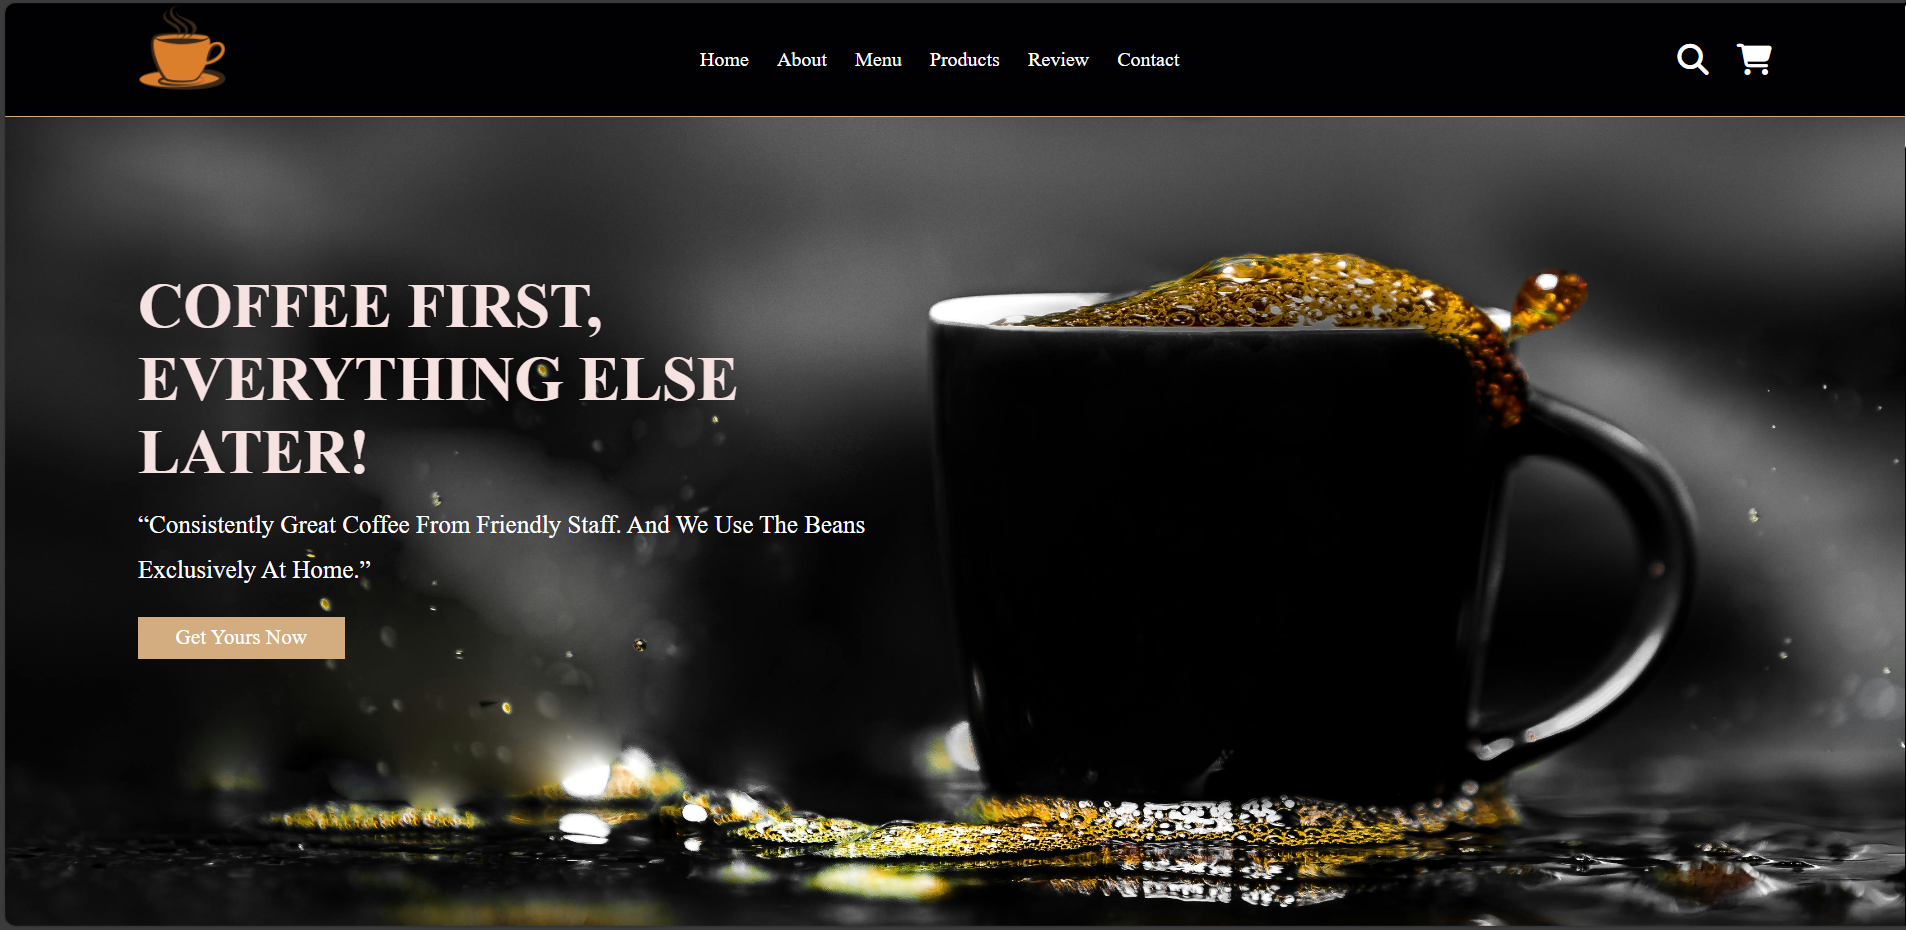 Home About Menu Products Review Contact
COFFEE FIRST,
EVERYTHING ELSE
LATER!
“Consistently Great Coffee From Friendly Staff. And We Use The Beans
Exclusively At Home.”
Get Yours Now